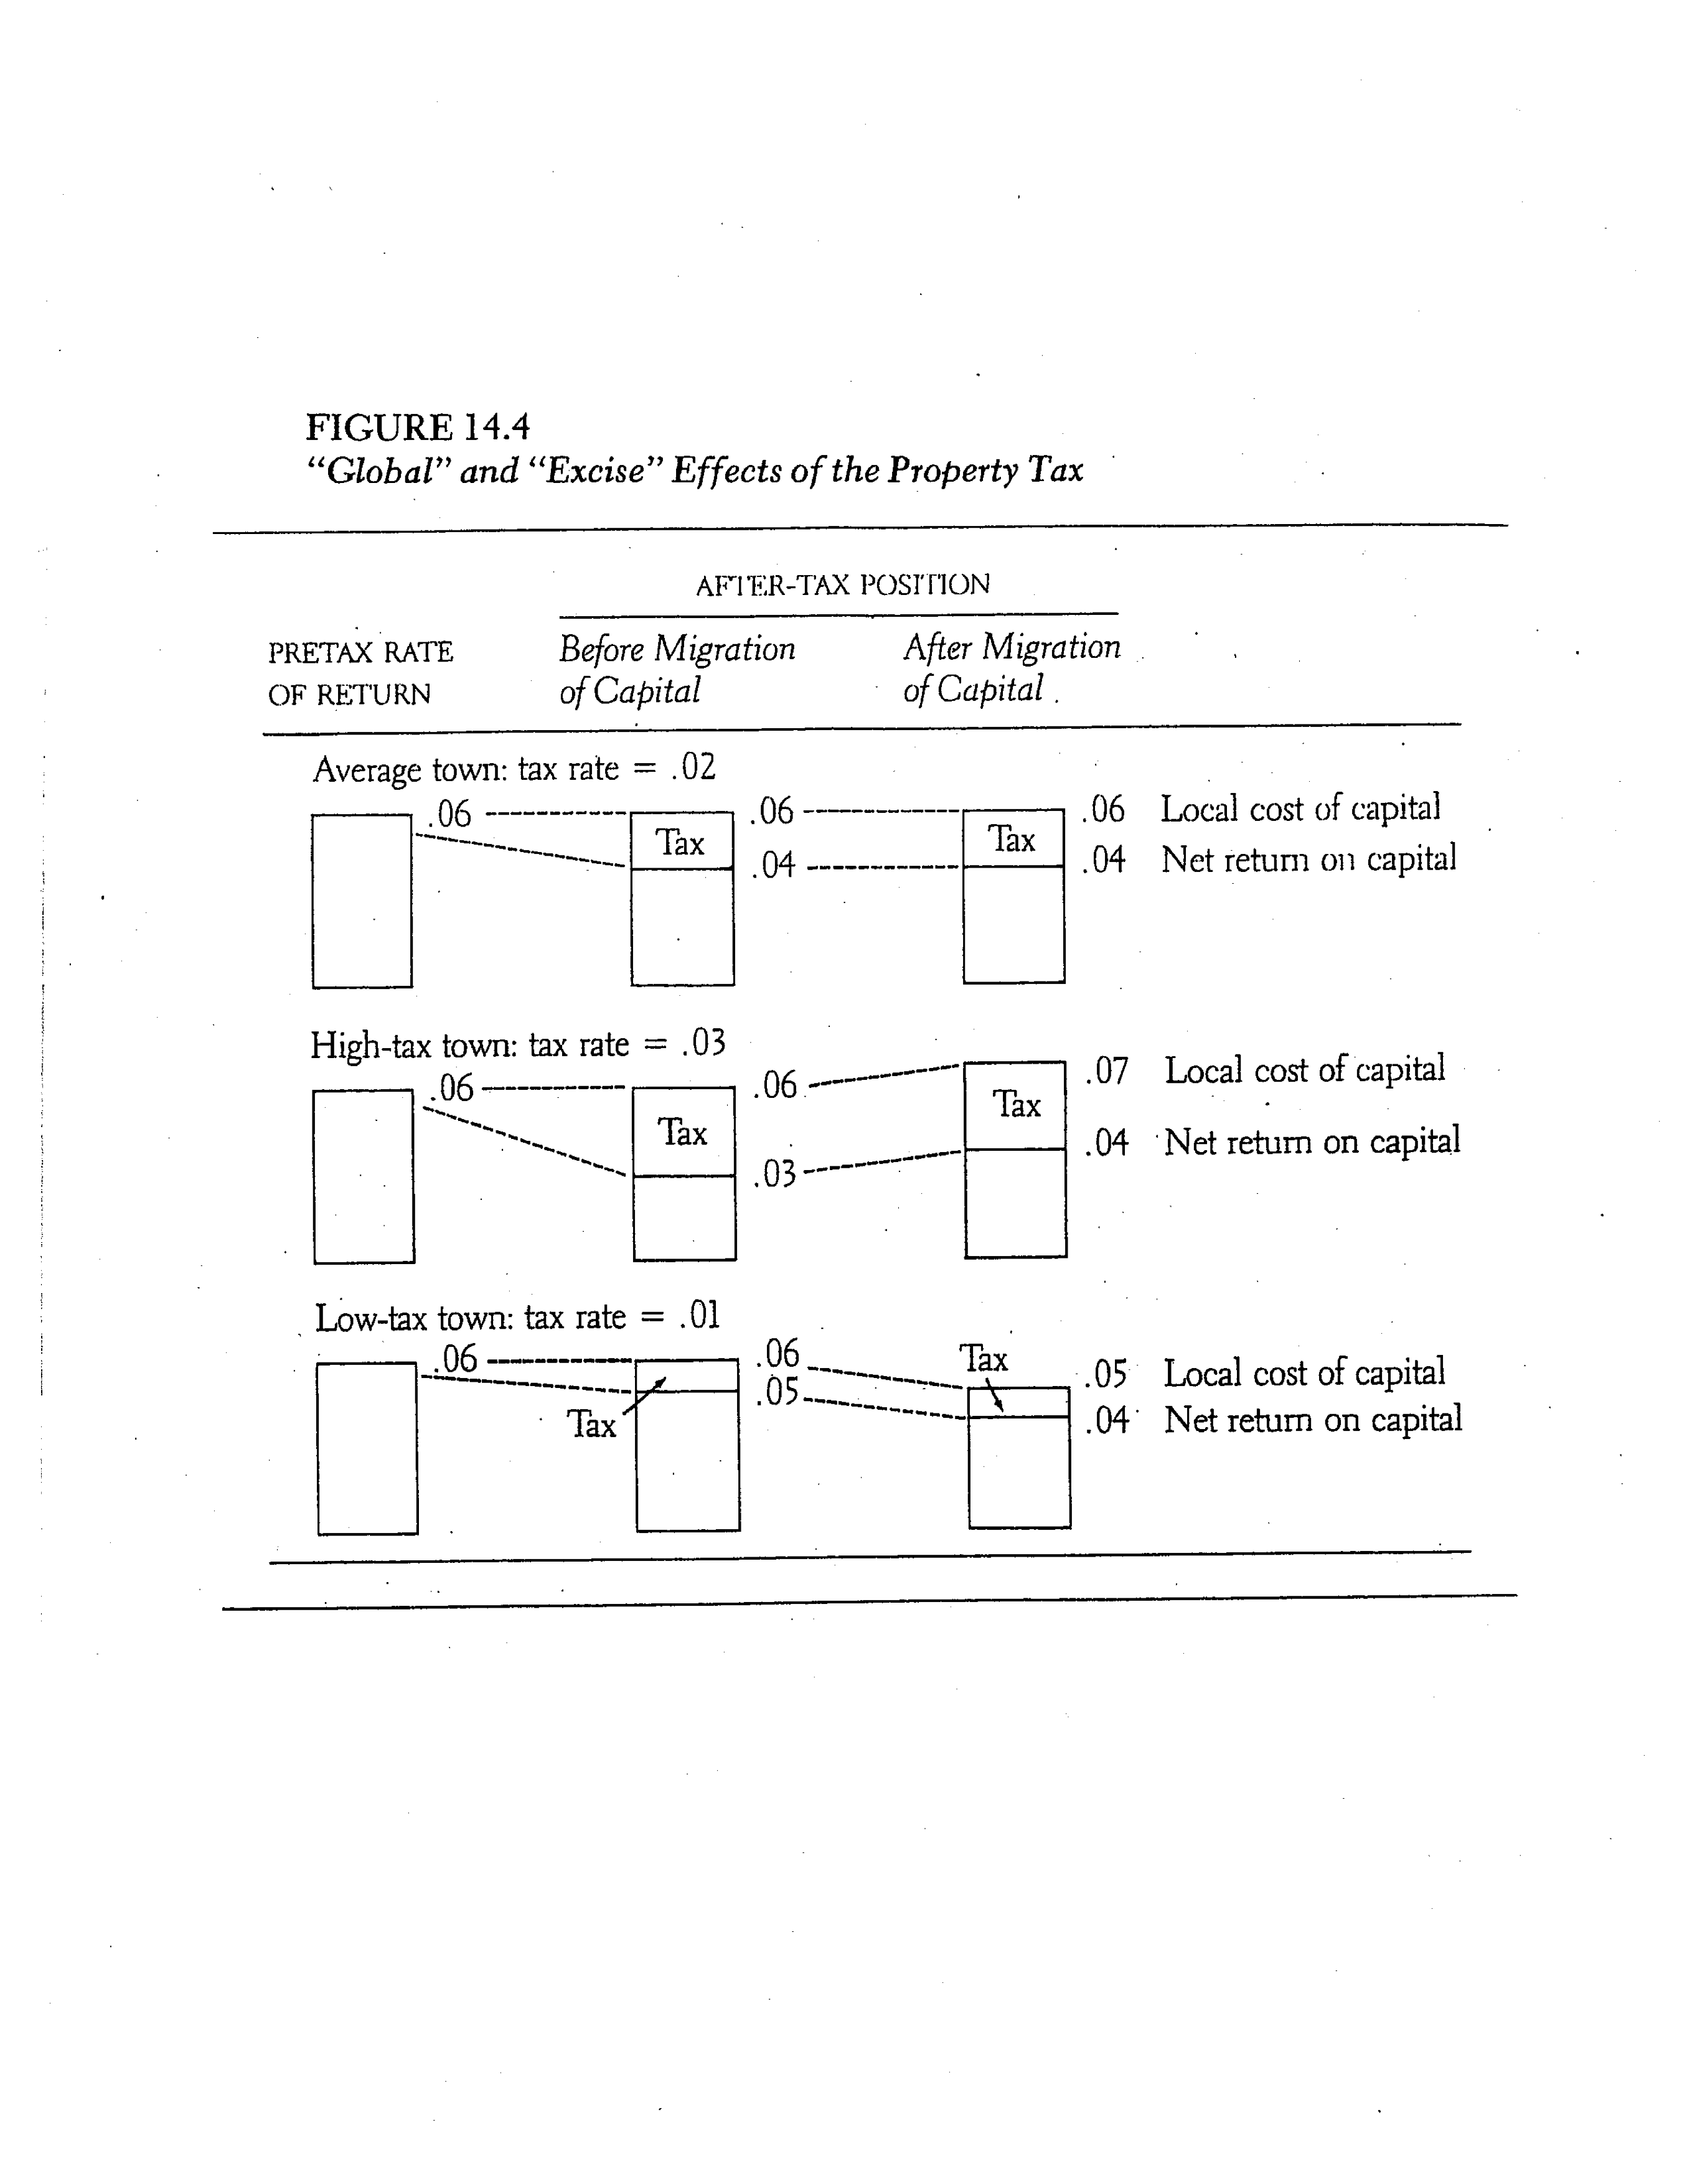 FIGURE 14.4
“Global” and “Excise” Effects of the Property Tax
AFTER-TAX POSITION
PRETAX RATE Before Migration After Migration
OF RETURN of Capital of Capital
Average town: tax rate = .02
.06 .06 .06 Local cost of capital
Tax Tax
.04 .04 Net return on capital
High-tax town: tax rate = .03
.06 .06 .07 Local cost of capital
Tax Tax
.03 .04 Net return on capital
Low-tax town: tax rate = .01
.06 .06 Tax .05 Local cost of capital
.05 .04 Net return on capital
Tax